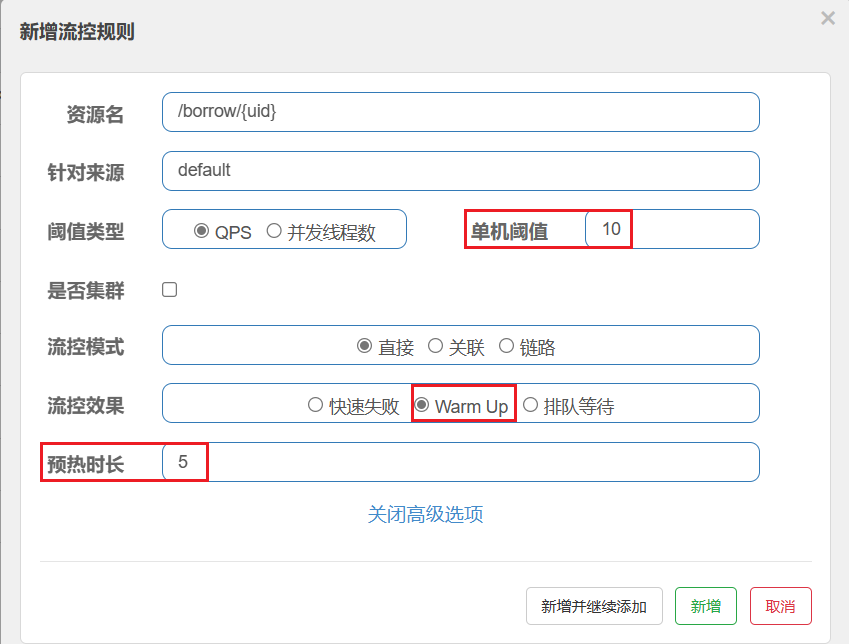 新增流控规则
×
资源名 /borrow/{uid}
针对来源 default
阈值类型 QPS 并发线程数 单机阈值 10
是否集群
流控模式 直接 关联 链路
流控效果 快速失败 Warm Up 排队等待
预热时长 5
关闭高级选项
新增并继续添加 新增 取消